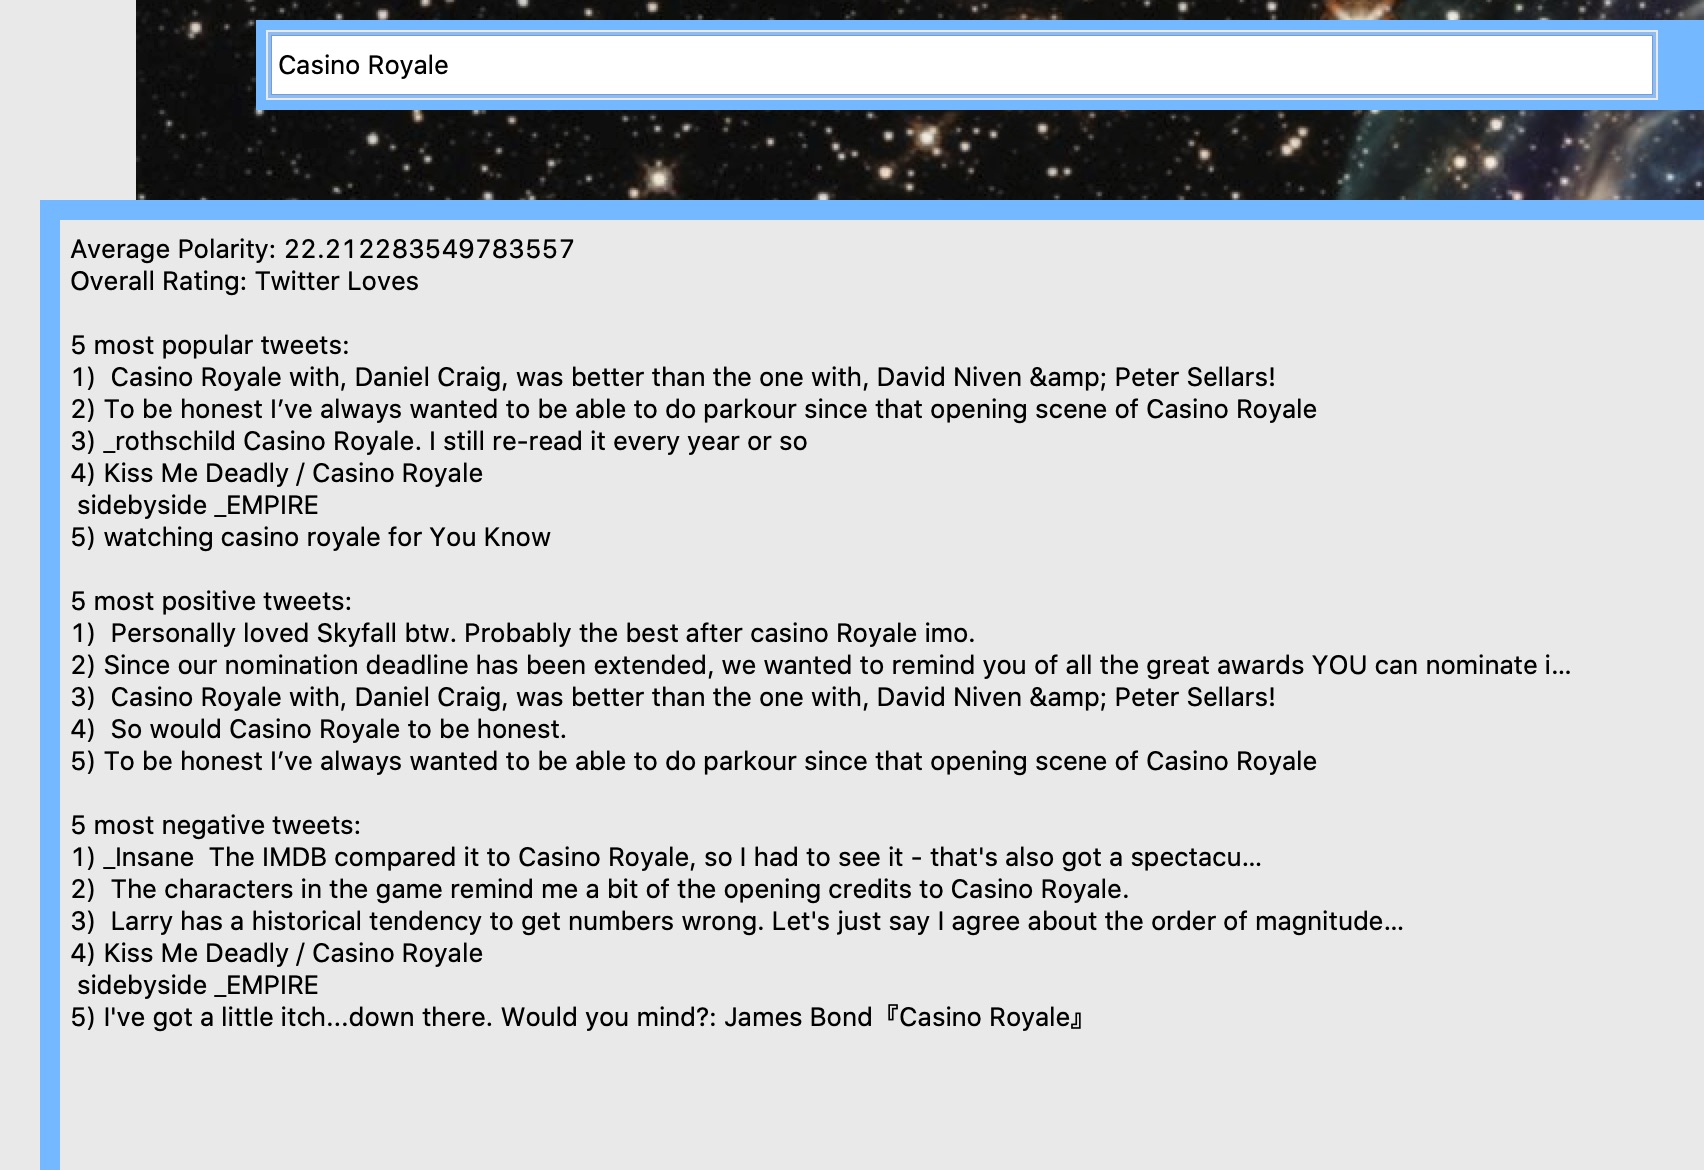 Casino Royale
Average Polarity: 22.212283549783557
Overall Rating: Twitter Loves
5 most popular tweets:
1)  Casino Royale with, Daniel Craig, was better than the one with, David Niven &amp; Peter Sellars!
2) To be honest I’ve always wanted to be able to do parkour since that opening scene of Casino Royale
3) _rothschild Casino Royale. I still re-read it every year or so
4) Kiss Me Deadly / Casino Royale
sidebyside _EMPIRE
5) watching casino royale for You Know
5 most positive tweets:
1)  Personally loved Skyfall btw. Probably the best after casino Royale imo.
2) Since our nomination deadline has been extended, we wanted to remind you of all the great awards YOU can nominate i…
3)  Casino Royale with, Daniel Craig, was better than the one with, David Niven &amp; Peter Sellars!
4)  So would Casino Royale to be honest.
5) To be honest I’ve always wanted to be able to do parkour since that opening scene of Casino Royale
5 most negative tweets:
1) _Insane  The IMDB compared it to Casino Royale, so I had to see it - that's also got a spectacu…
2)  The characters in the game remind me a bit of the opening credits to Casino Royale.
3)  Larry has a historical tendency to get numbers wrong. Let's just say I agree about the order of magnitude…
4) Kiss Me Deadly / Casino Royale
sidebyside _EMPIRE
5) I've got a little itch...down there. Would you mind?: James Bond『Casino Royale』